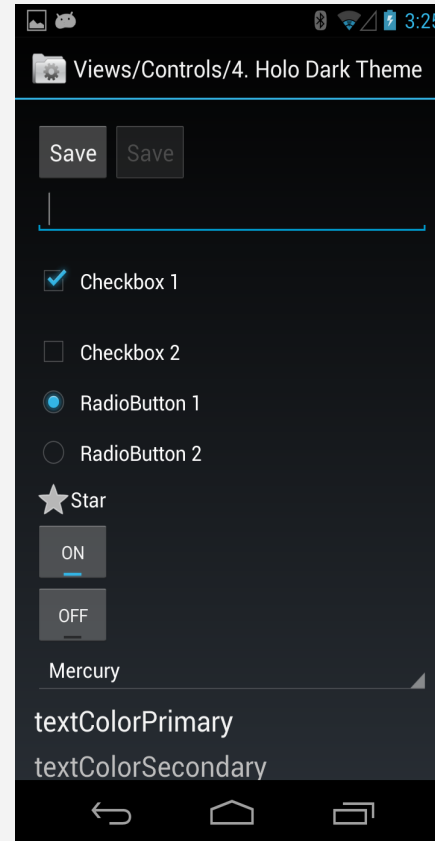 3:25
Views/Controls/4. Holo Dark Theme
Save Save
Checkbox 1
Checkbox 2
RadioButton 1
RadioButton 2
Star
ON
OFF
Mercury
textColorPrimary
textColorSecondary